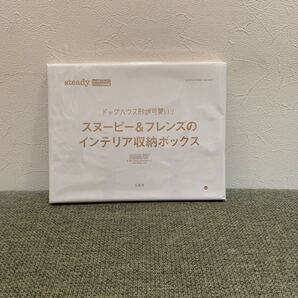 steady.
ドッグハウス形が可愛い！
スヌーピー&フレンズの
インテリア収納ボックス